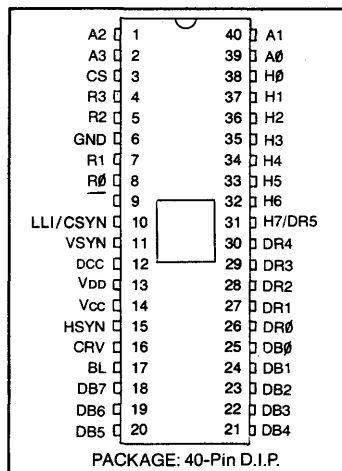 A2 1 40 A1
A3 2 39 AØ
CS 3 38 HØ
R3 4 37 H1
R2 5 36 H2
GND 6 35 H3
R1 7 34 H4
RØ 8 33 H5
9 32 H6
LLI/CSYN 10 31 H7/DR5
VSYN 11 30 DR4
DCC 12 29 DR3
VDD 13 28 DR2
VCC 14 27 DR1
HSYN 15 26 DRØ
CRV 16 25 DBØ
BL 17 24 DB1
DB7 18 23 DB2
DB6 19 22 DB3
DB5 20 21 DB4
PACKAGE: 40-Pin D.I.P.